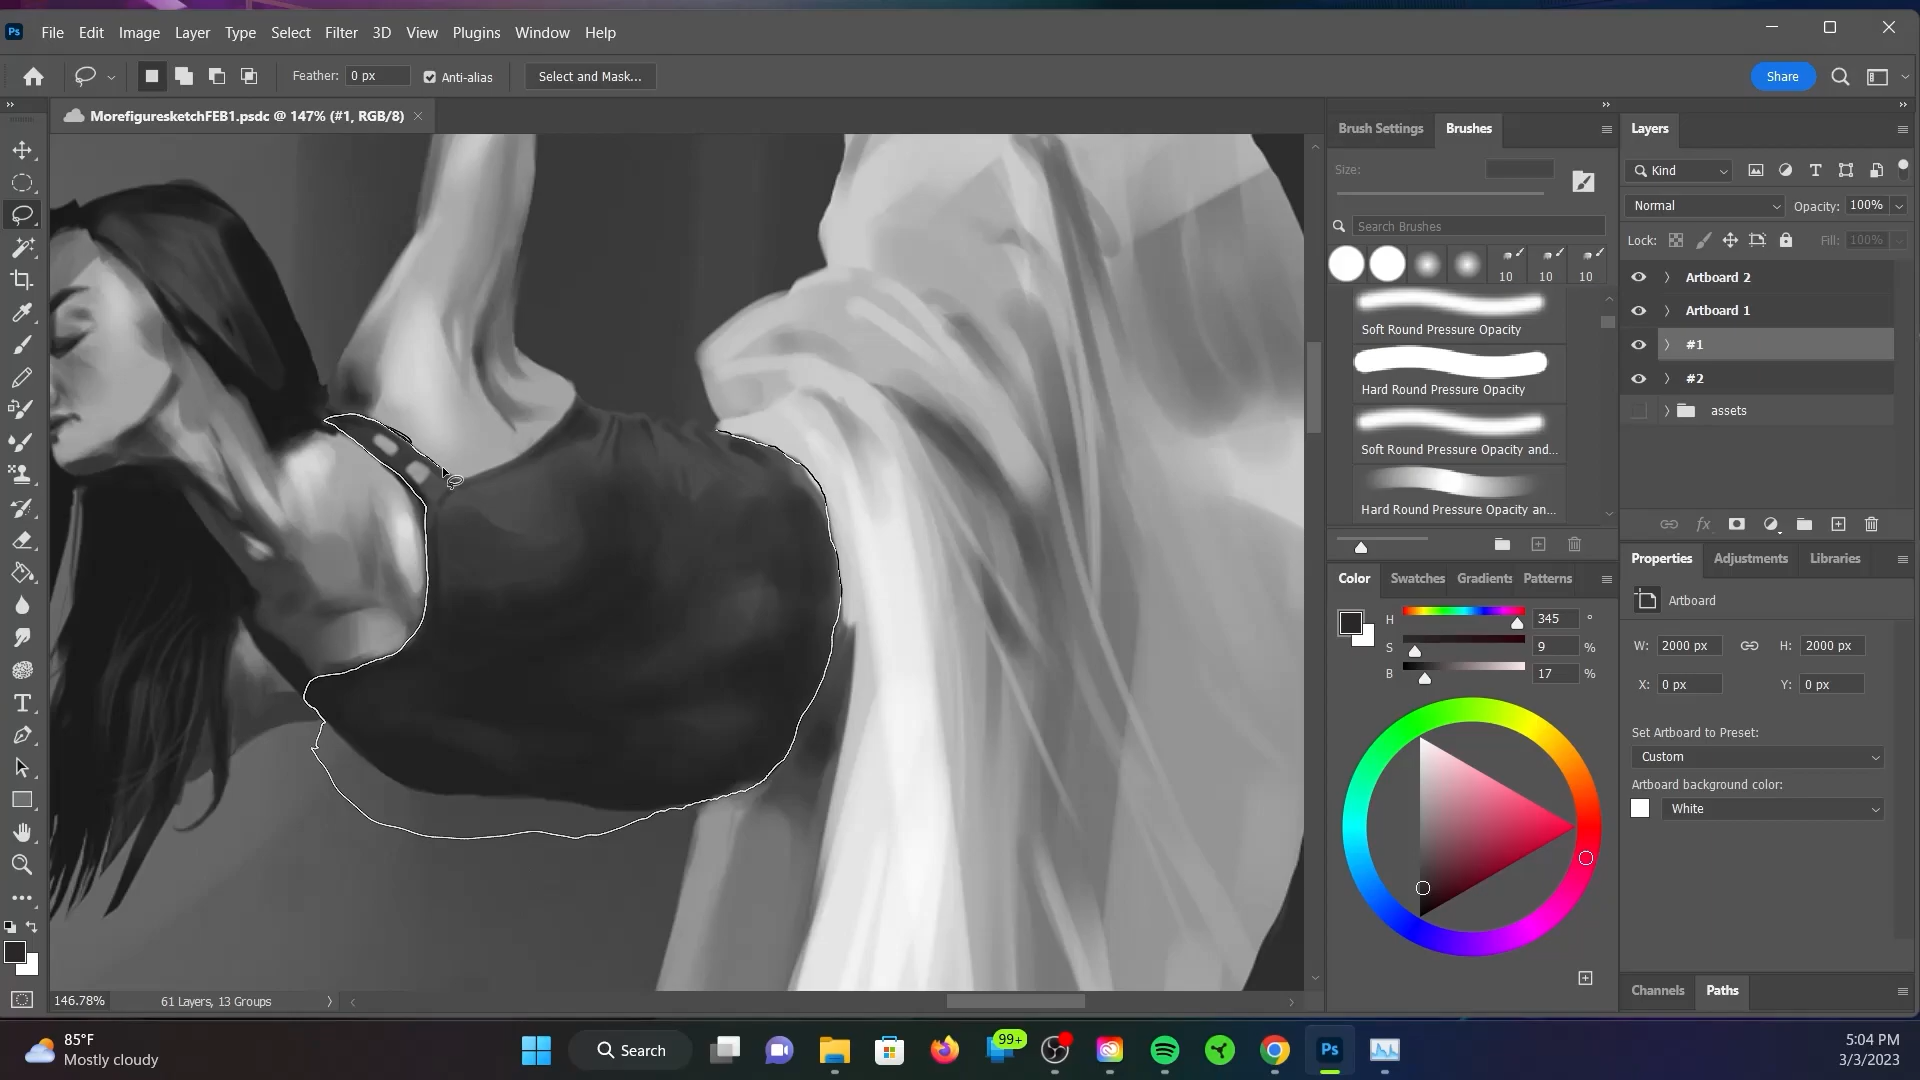 Ps File Edit Image Layer Type Select Filter 3D View Plugins Window Help
Feather: 0 px Anti-alias Select and Mask... Share
MorefiguresketchFEB1.psdc @ 147% (#1, RGB/8)
Brush Settings Brushes
Size:
Search Brushes
10 10 10
Soft Round Pressure Opacity
Hard Round Pressure Opacity
Soft Round Pressure Opacity and...
Hard Round Pressure Opacity an...
Color Swatches Gradients Patterns
H 345 °
S 9 %
B 17 %
Layers
Kind
Normal Opacity: 100%
Lock: Fill: 100%
Artboard 2
Artboard 1
#1
#2
assets
fx
Properties Adjustments Libraries
Artboard
W: 2000 px H: 2000 px
X: 0 px Y: 0 px
Set Artboard to Preset:
Custom
Artboard background color:
White
Channels Paths
146.78% 61 Layers, 13 Groups
85°F
Mostly cloudy
Search
99+
Ps
5:04 PM
3/3/2023